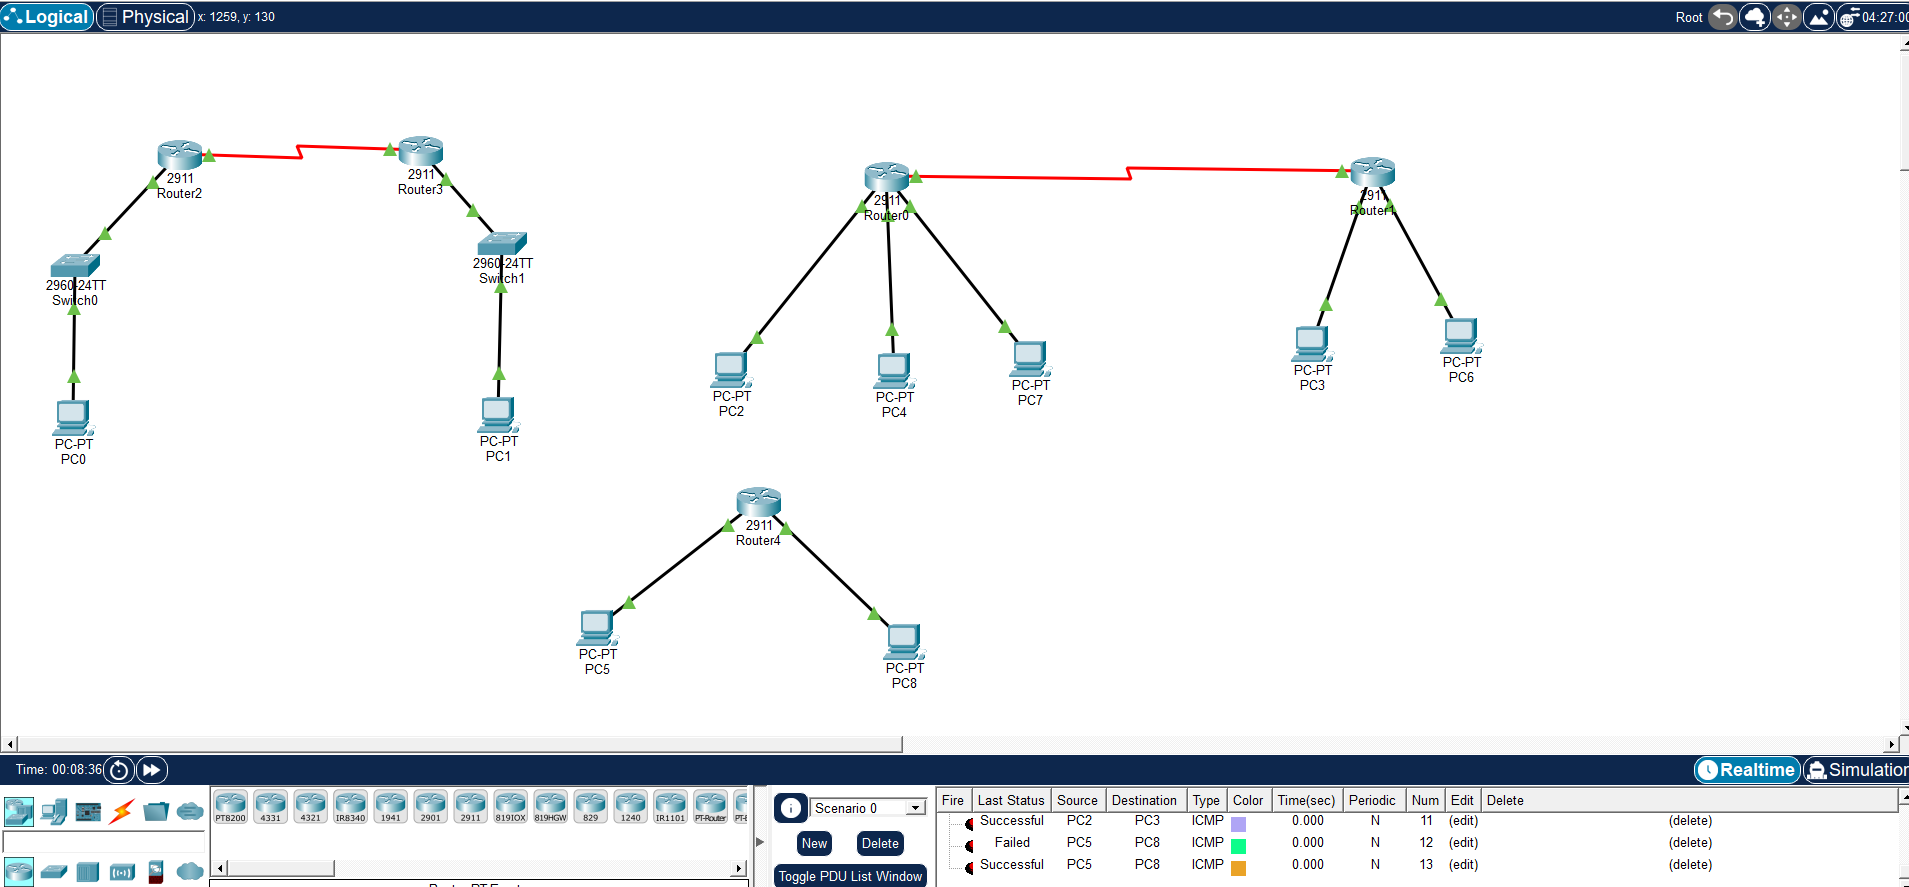 Logical Physical x: 1259, y: 130 Root 04:27:00
2911
Router2
2911
Router3
2911
Router0
2911
Router1
2960-24TT
Switch0
2960-24TT
Switch1
PC-PT
PC0
PC-PT
PC1
PC-PT
PC2
PC-PT
PC4
PC-PT
PC7
PC-PT
PC3
PC-PT
PC6
2911
Router4
PC-PT
PC5
PC-PT
PC8
Time: 00:08:36 Realtime Simulation
PT8200 4331 4321 IR8340 1941 2901 2911 819IOX 819HGW 829 1240 IR1101 PT-Router
Scenario 0
New Delete
Toggle PDU List Window
Fire Last Status Source Destination Type Color Time(sec) Periodic Num Edit Delete
Successful PC2 PC3 ICMP 0.000 N 11 (edit) (delete)
Failed PC5 PC8 ICMP 0.000 N 12 (edit) (delete)
Successful PC5 PC8 ICMP 0.000 N 13 (edit) (delete)